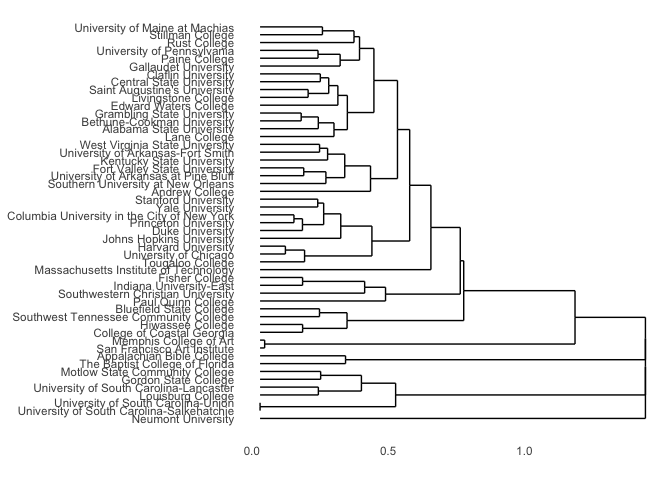 University of Maine at Machias
Stillman College
Rust College
University of Pennsylvania
Paine College
Gallaudet University
Claflin University
Central State University
Saint Augustine's University
Livingstone College
Edward Waters College
Grambling State University
Bethune-Cookman University
Alabama State University
Lane College
West Virginia State University
University of Arkansas-Fort Smith
Kentucky State University
Fort Valley State University
University of Arkansas at Pine Bluff
Southern University at New Orleans
Andrew College
Stanford University
Yale University
Columbia University in the City of New York
Princeton University
Duke University
Johns Hopkins University
Harvard University
University of Chicago
Tougaloo College
Massachusetts Institute of Technology
Fisher College
Indiana University-East
Southwestern Christian University
Paul Quinn College
Bluefield State College
Southwest Tennessee Community College
Hiwassee College
College of Coastal Georgia
Memphis College of Art
San Francisco Art Institute
Appalachian Bible College
The Baptist College of Florida
Motlow State Community College
Gordon State College
University of South Carolina-Lancaster
Louisburg College
University of South Carolina-Union
University of South Carolina-Salkehatchie
Neumont University
0.0 0.5 1.0